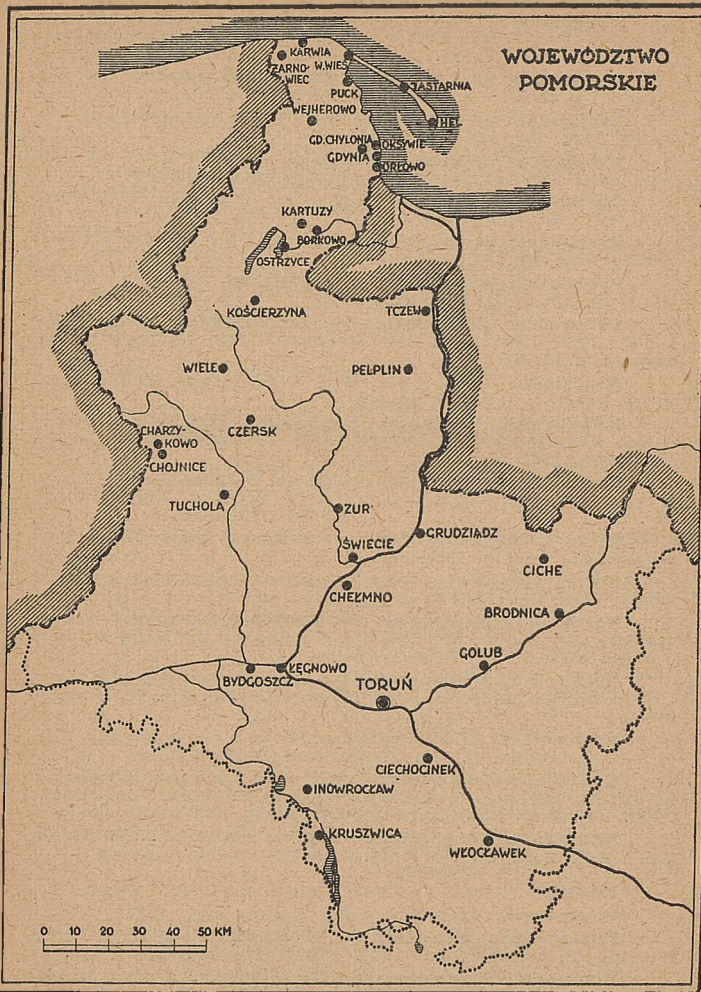 WOJEWÓDZTWO
POMORSKIE
KARWIA
ŻARNO-
WIEC
W.WIEŚ
JASTARNIA
PUCK
HEL
WEJHEROWO
GD.CHYLONIA
OKSYWIE
GDYNIA
ORŁOWO
KARTUZY
BORKOWO
OSTRZYCE
KOŚCIERZYNA
TCZEW
WIELE
PELPLIN
CZERSK
CHARZY-
KOWO
CHOJNICE
TUCHOLA
ZUR
GRUDZIĄDZ
ŚWIECIE
CICHE
CHEŁMNO
BRODNICA
GOLUB
ŁĘGNOWO
BYDGOSZCZ
TORUŃ
CIECHOCINEK
INOWROCŁAW
KRUSZWICA
WŁOCŁAWEK
0 10 20 30 40 50 KM